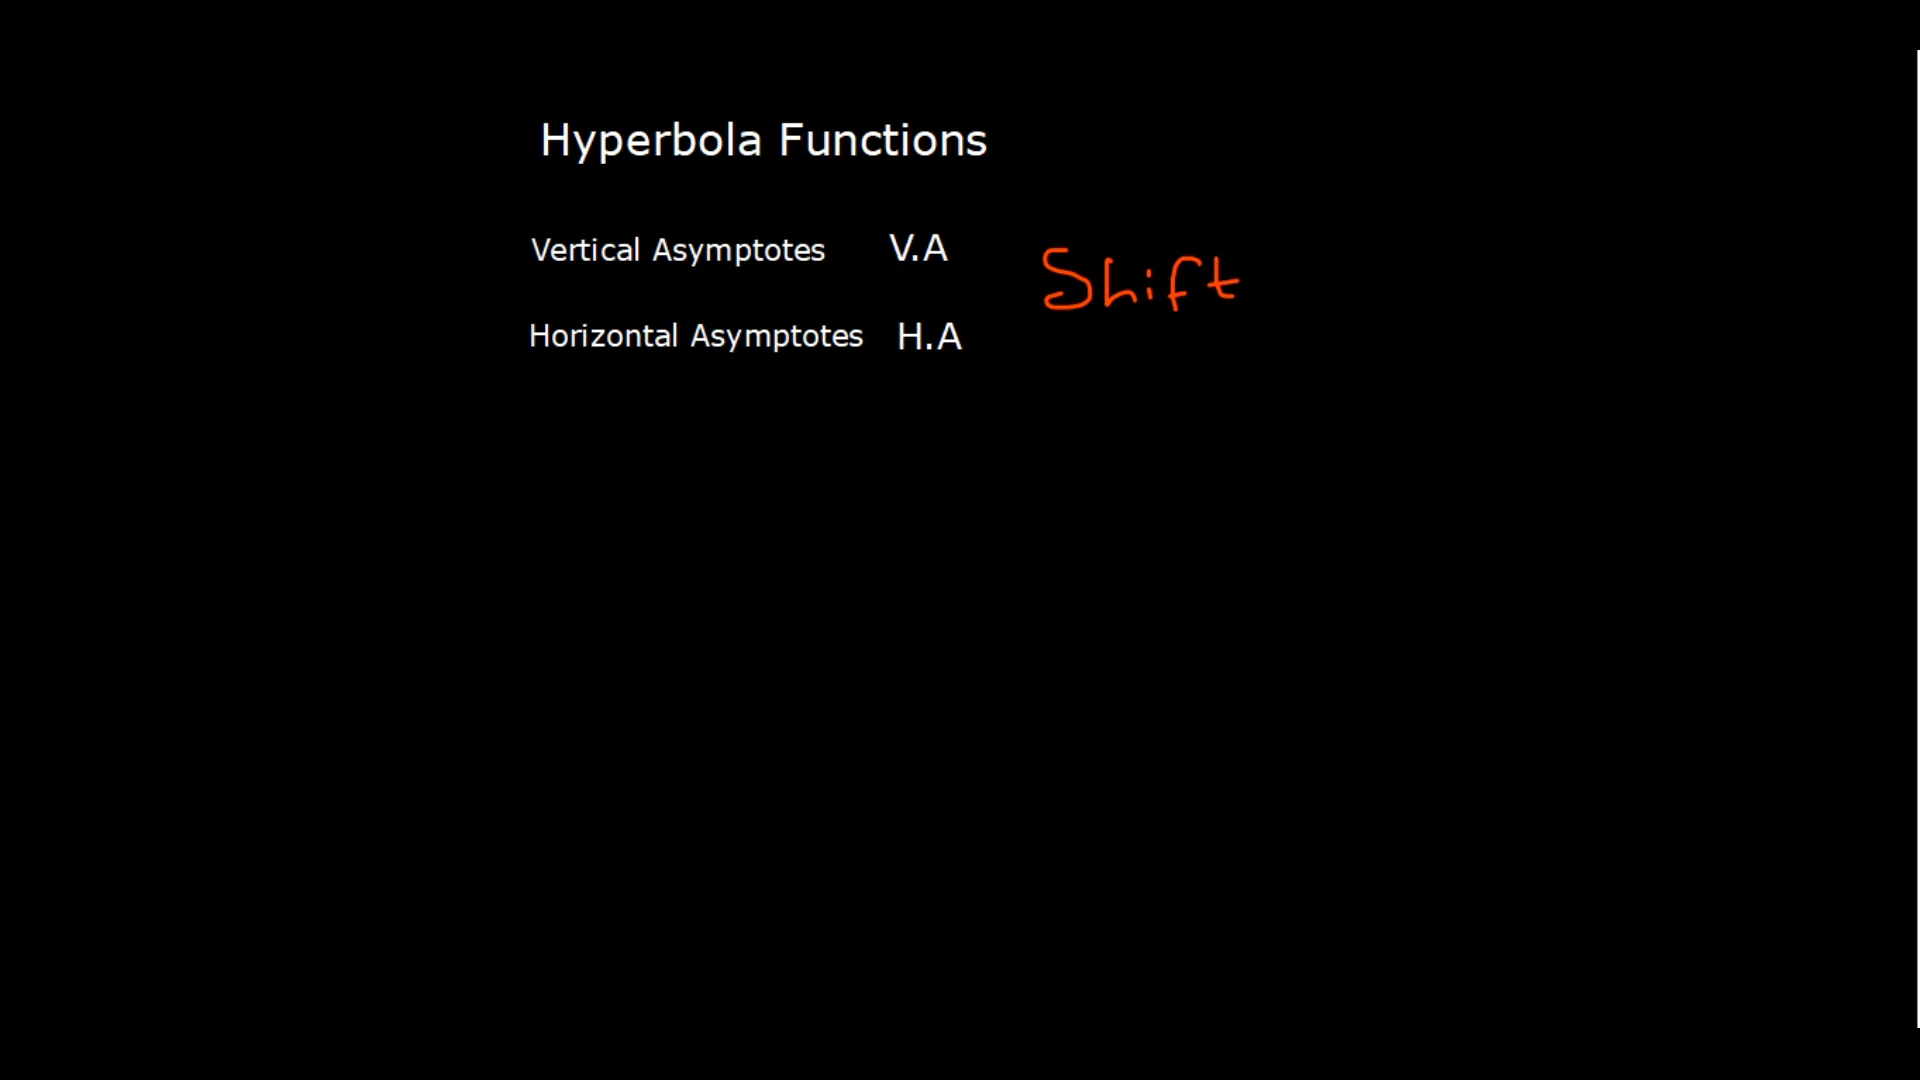 Hyperbola Functions
Vertical Asymptotes V.A
Shift
Horizontal Asymptotes H.A